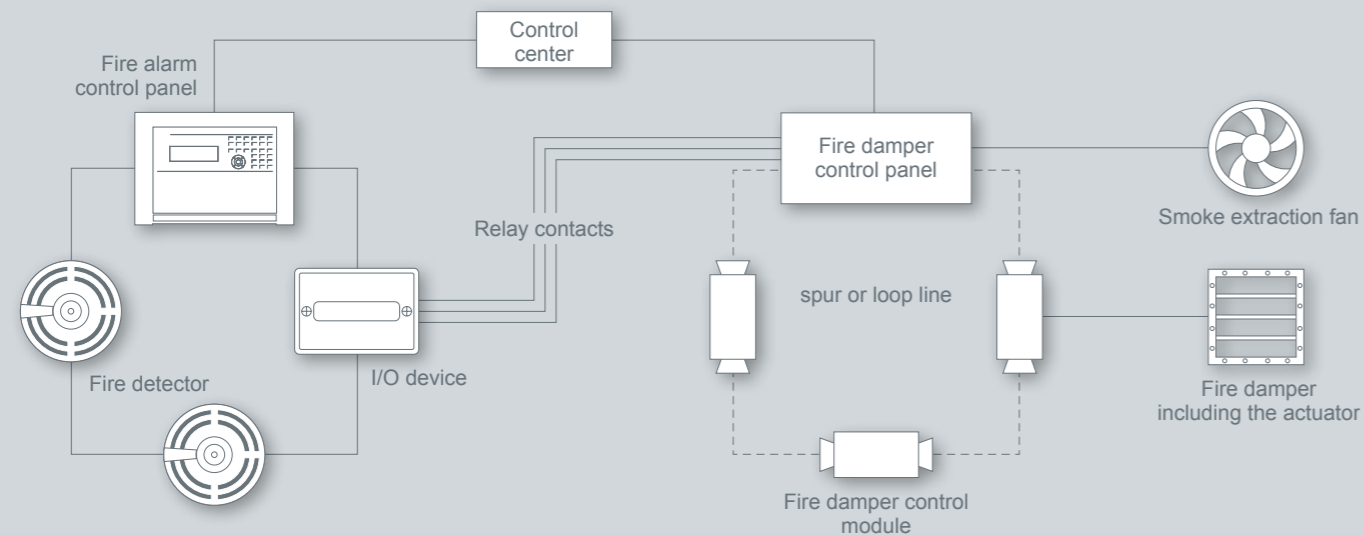 Control
center
Fire alarm
control panel
Fire damper
control panel
Relay contacts
Smoke extraction fan
spur or loop line
Fire detector
I/O device
Fire damper
including the actuator
Fire damper control
module